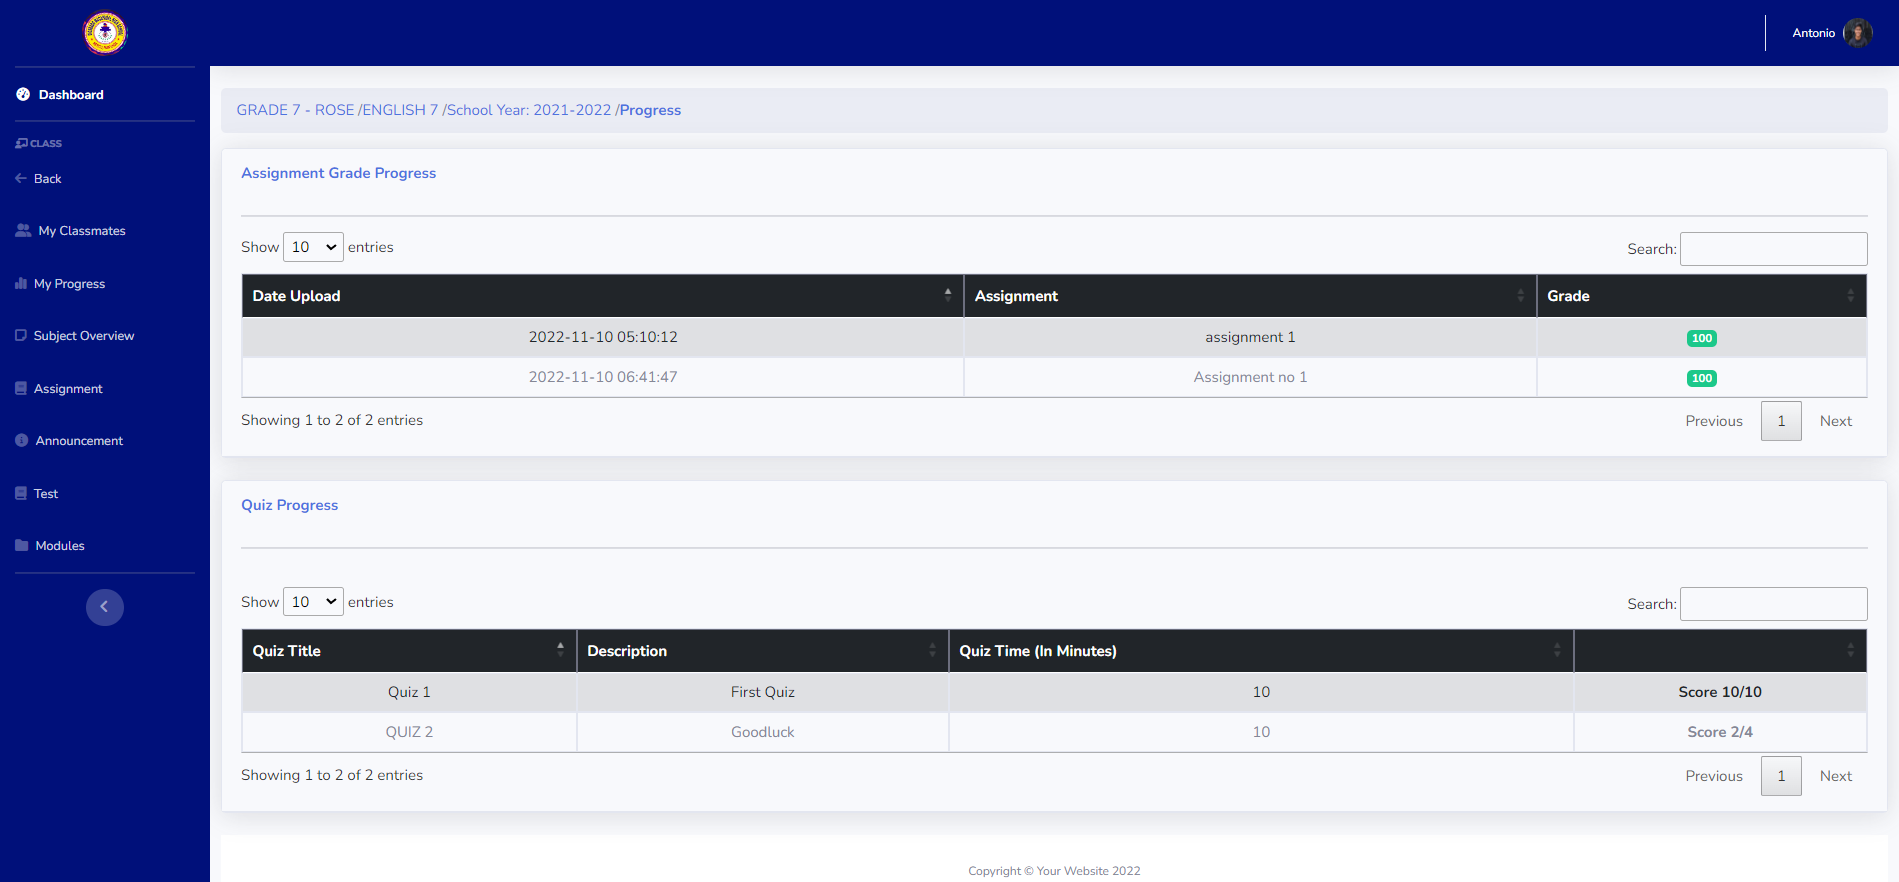 Antonio
Dashboard
CLASS
Back
My Classmates
My Progress
Subject Overview
Assignment
Announcement
Test
Modules
GRADE 7 - ROSE /ENGLISH 7 /School Year: 2021-2022 /Progress
Assignment Grade Progress
Show 10 entries
Search:
Date Upload Assignment Grade
2022-11-10 05:10:12 assignment 1 100
2022-11-10 06:41:47 Assignment no 1 100
Showing 1 to 2 of 2 entries
Previous 1 Next
Quiz Progress
Show 10 entries
Search:
Quiz Title Description Quiz Time (In Minutes)
Quiz 1 First Quiz 10 Score 10/10
QUIZ 2 Goodluck 10 Score 2/4
Showing 1 to 2 of 2 entries
Previous 1 Next
Copyright © Your Website 2022